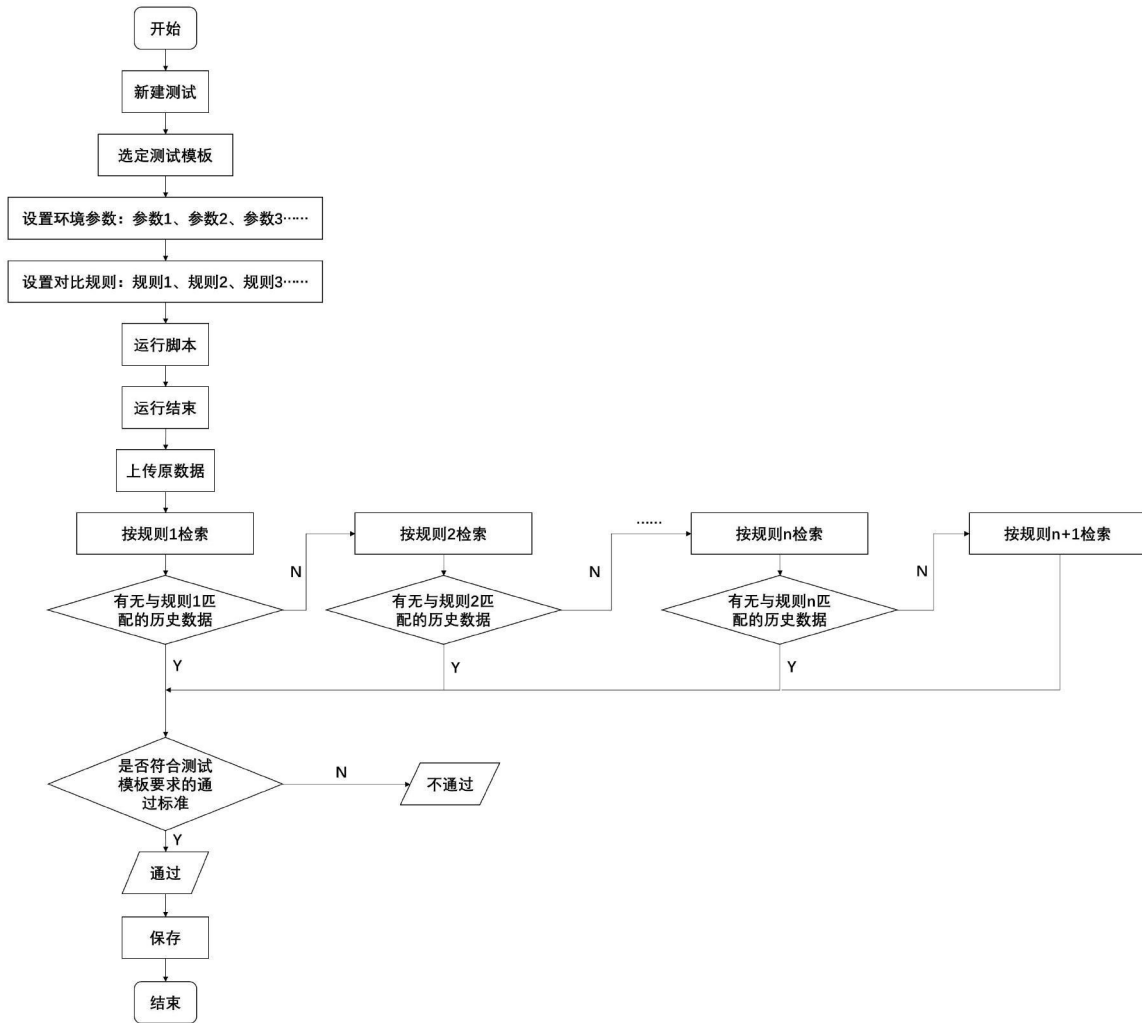 开始
新建测试
选定测试模板
设置环境参数：参数1、参数2、参数3……
设置对比规则：规则1、规则2、规则3……
运行脚本
运行结束
上传原数据
按规则1检索
按规则2检索
……
按规则n检索
按规则n+1检索
N
N
N
有无与规则1匹
配的历史数据
有无与规则2匹
配的历史数据
有无与规则n匹
配的历史数据
Y
Y
Y
是否符合测试
模板要求的通
过标准
N
不通过
Y
通过
保存
结束